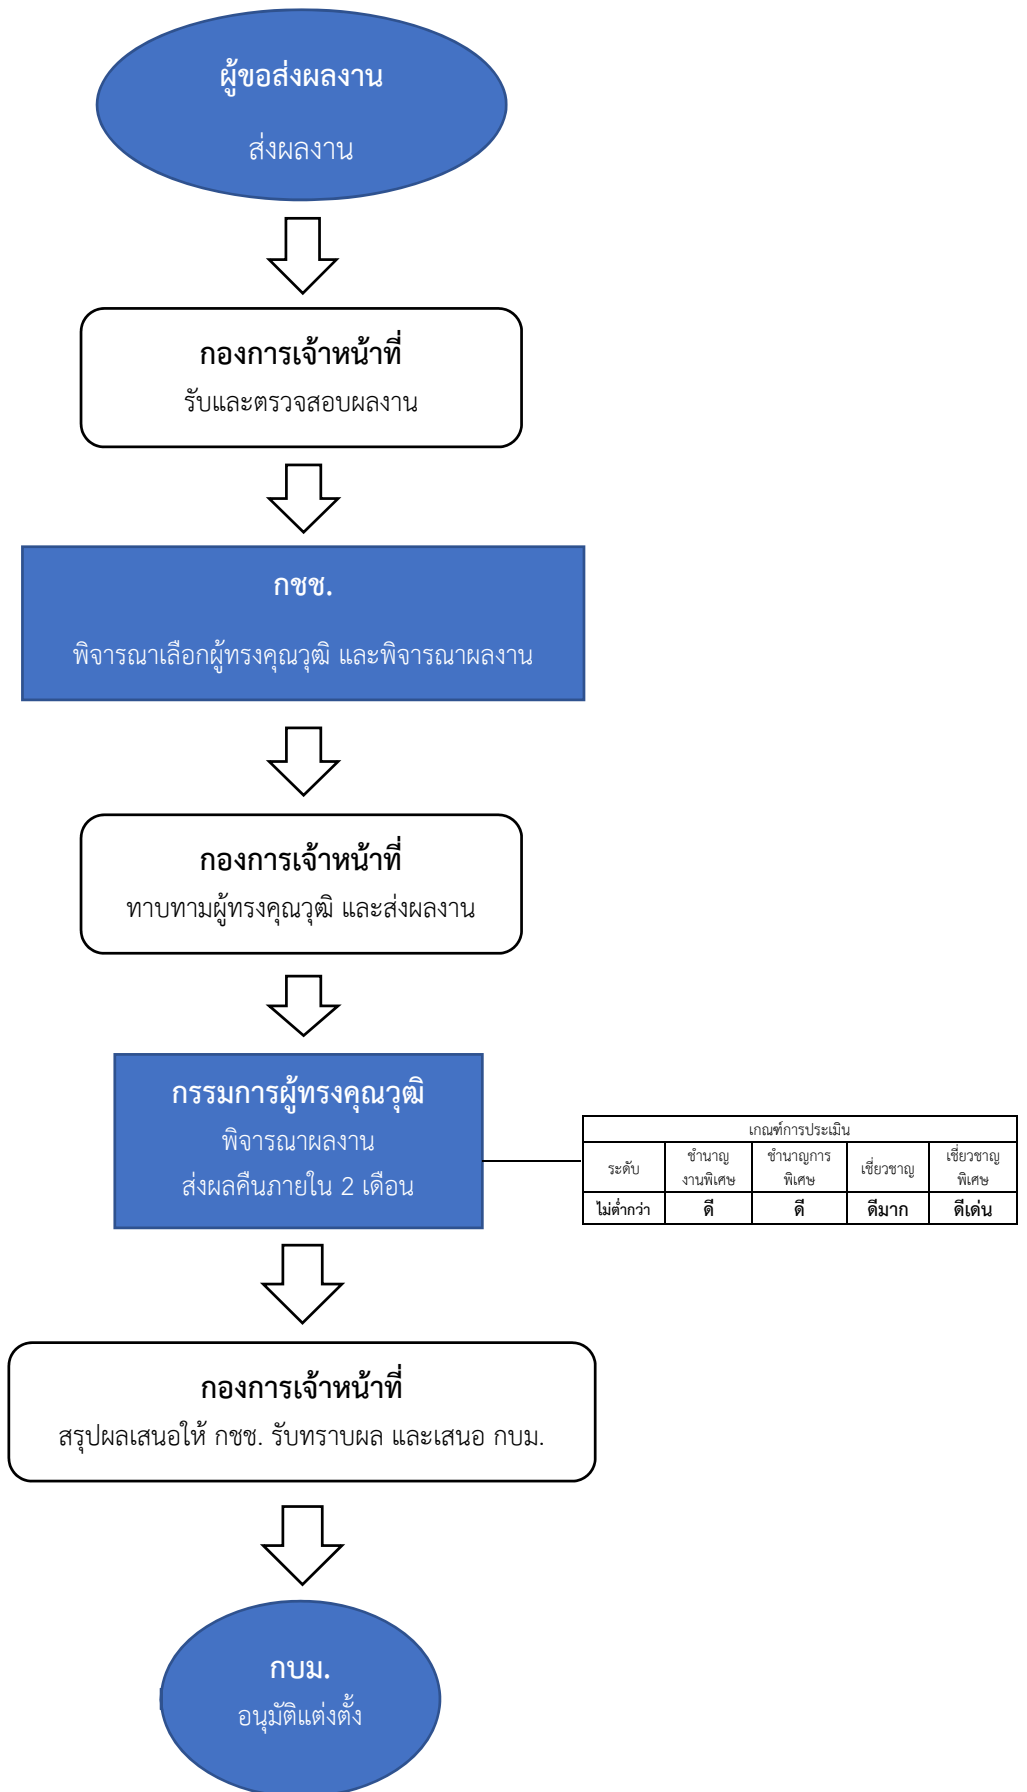 ผู้ขอส่งผลงาน
ส่งผลงาน
กองการเจ้าหน้าที่
รับและตรวจสอบผลงาน
กชช.
พิจารณาเลือกผู้ทรงคุณวุฒิ และพิจารณาผลงาน
กองการเจ้าหน้าที่
ทาบทามผู้ทรงคุณวุฒิ และส่งผลงาน
กรรมการผู้ทรงคุณวุฒิ
พิจารณาผลงาน
ส่งผลคืนภายใน 2 เดือน
เกณฑ์การประเมิน
ระดับ
ชำนาญ
งานพิเศษ
ชำนาญการ
พิเศษ
เชี่ยวชาญ
เชี่ยวชาญ
พิเศษ
ไม่ต่ำกว่า
ดี
ดี
ดีมาก
ดีเด่น
กองการเจ้าหน้าที่
สรุปผลเสนอให้ กชช. รับทราบผล และเสนอ กบม.
กบม.
อนุมัติแต่งตั้ง